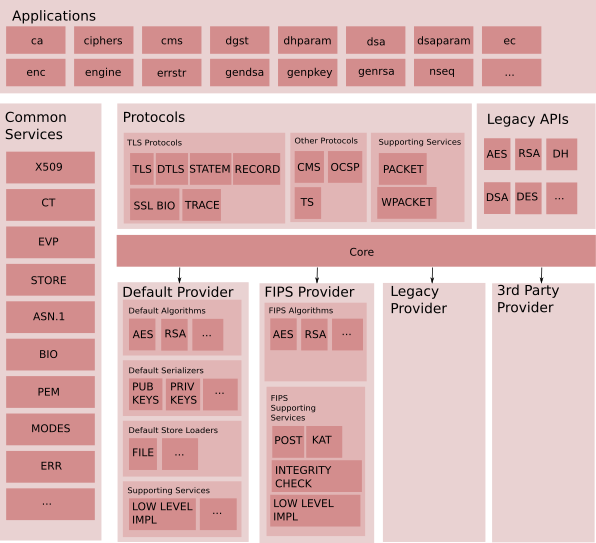 Applications
ca
ciphers
cms
dgst
dhparam
dsa
dsaparam
ec
enc
engine
errstr
gendsa
genpkey
genrsa
nseq
...
Common
Services
X509
CT
EVP
STORE
ASN.1
BIO
PEM
MODES
ERR
...
Protocols
TLS Protocols
TLS
DTLS
STATEM
RECORD
SSL BIO
TRACE
Other Protocols
CMS
OCSP
TS
Supporting Services
PACKET
WPACKET
Legacy APIs
AES
RSA
DH
DSA
DES
...
Core
Default Provider
Default Algorithms
AES
RSA
...
Default Serializers
PUB
KEYS
PRIV
KEYS
...
Default Store Loaders
FILE
...
Supporting Services
LOW LEVEL
IMPL
...
FIPS Provider
FIPS Algorithms
AES
RSA
...
FIPS
Supporting
Services
POST
KAT
INTEGRITY
CHECK
LOW LEVEL
IMPL
Legacy
Provider
3rd Party
Provider